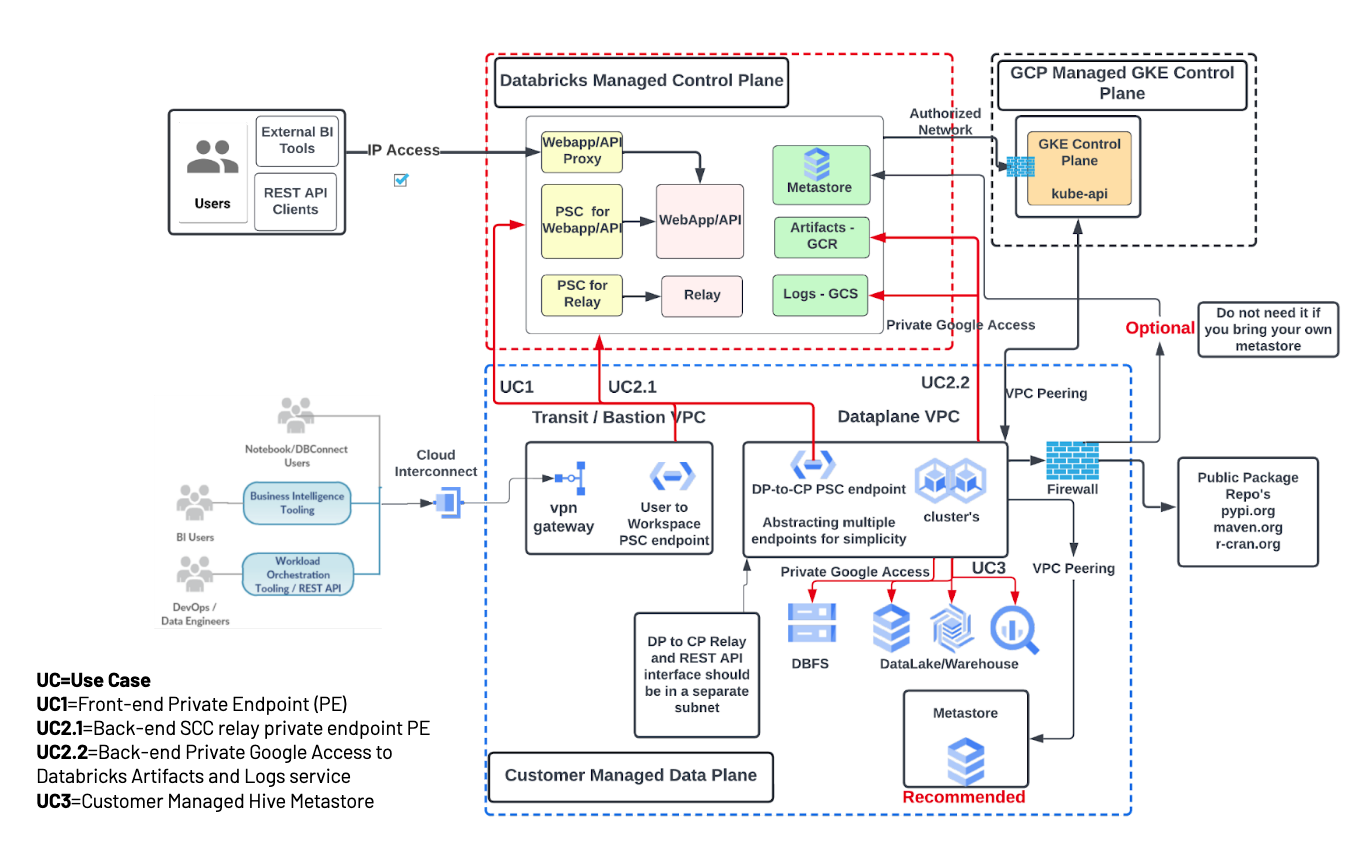 Databricks Managed Control Plane
GCP Managed GKE Control
Plane
Users
External BI
Tools
REST API
Clients
IP Access
Webapp/API
Proxy
PSC for
Webapp/API
WebApp/API
PSC for
Relay
Relay
Metastore
Artifacts -
GCR
Logs - GCS
Authorized
Network
GKE Control
Plane
kube-api
Private Google Access
Optional
Do not need it if
you bring your own
metastore
UC1
UC2.1
UC2.2
VPC Peering
Transit / Bastion VPC
Dataplane VPC
Notebook/DBConnect
Users
Business Intelligence
Tooling
BI Users
Workload
Orchestration
Tooling / REST API
DevOps /
Data Engineers
Cloud
Interconnect
vpn
gateway
User to
Workspace
PSC endpoint
DP-to-CP PSC endpoint
Abstracting multiple
endpoints for simplicity
cluster's
Firewall
Public Package
Repo's
pypi.org
maven.org
r-cran.org
Private Google Access
UC3
VPC Peering
DBFS
DataLake/Warehouse
DP to CP Relay
and REST API
interface should
be in a separate
subnet
Metastore
Recommended
Customer Managed Data Plane
UC=Use Case
UC1=Front-end Private Endpoint (PE)
UC2.1=Back-end SCC relay private endpoint PE
UC2.2=Back-end Private Google Access to
Databricks Artifacts and Logs service
UC3=Customer Managed Hive Metastore